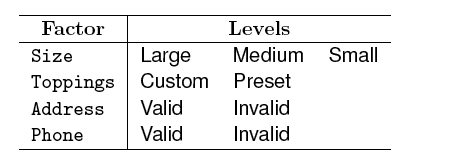 Factor Levels
Size Large Medium Small
Toppings Custom Preset
Address Valid Invalid
Phone Valid Invalid